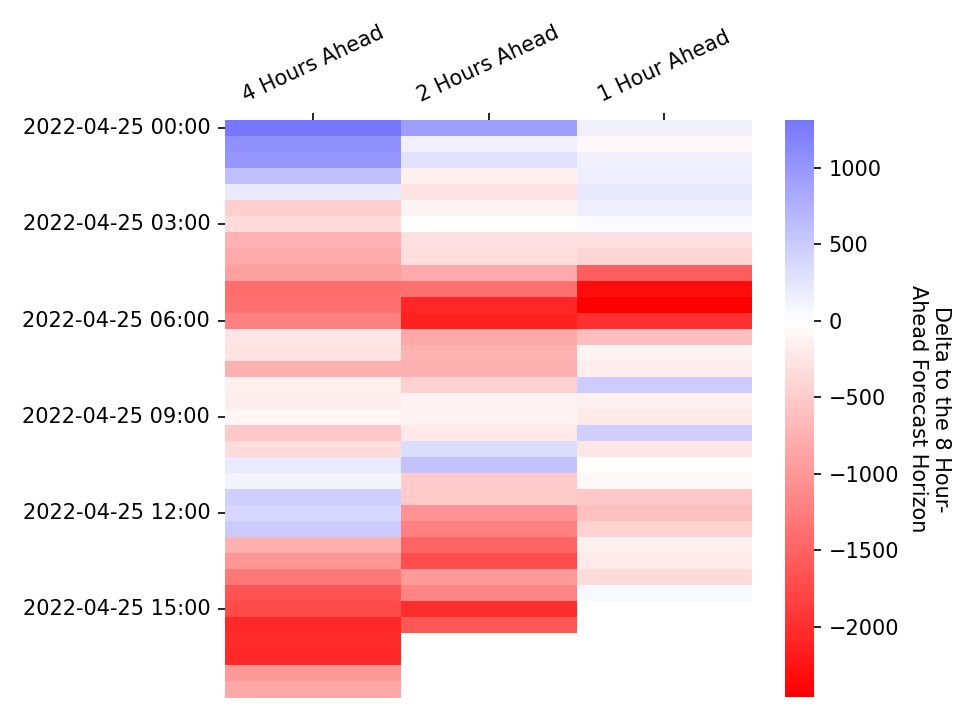 4 Hours Ahead
2 Hours Ahead
1 Hour Ahead
2022-04-25 00:00
2022-04-25 03:00
2022-04-25 06:00
2022-04-25 09:00
2022-04-25 12:00
2022-04-25 15:00
1000
500
0
−500
−1000
−1500
−2000
Delta to the 8 Hour-
Ahead Forecast Horizon